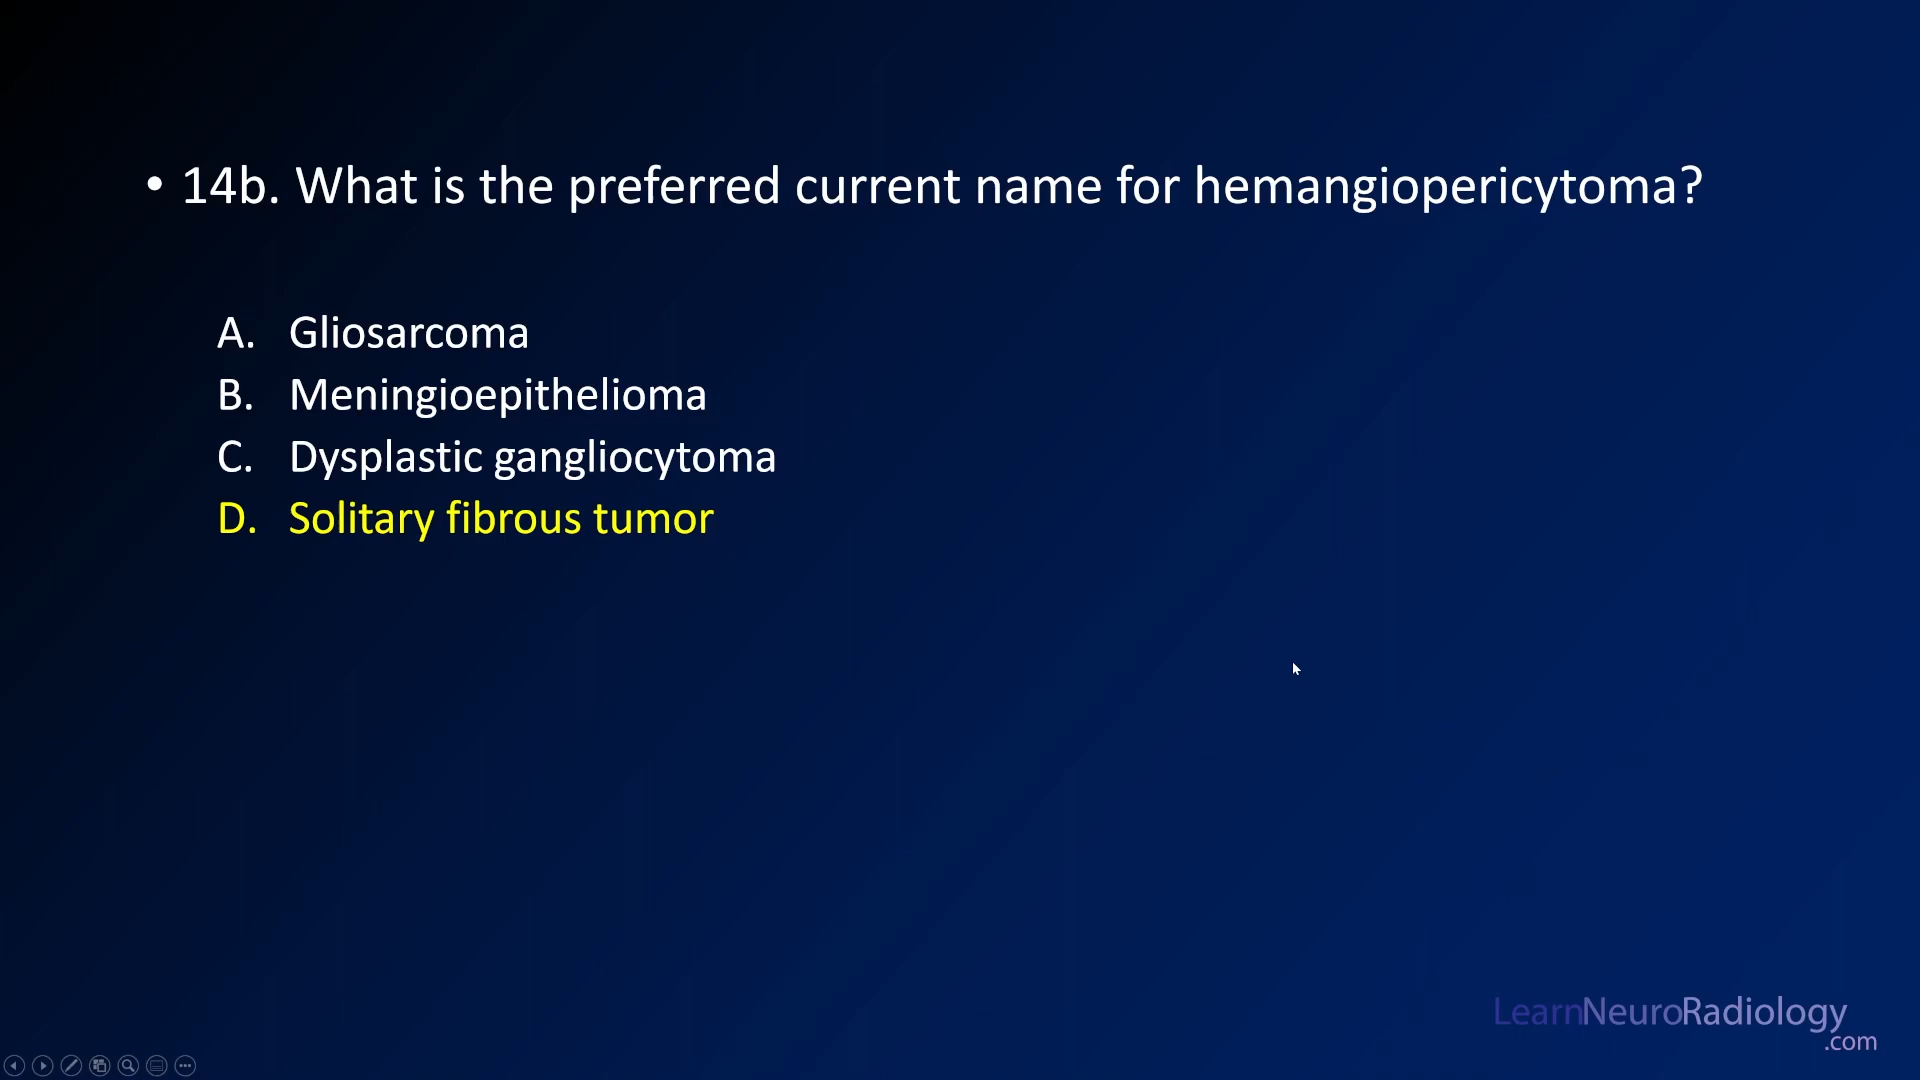 • 14b. What is the preferred current name for hemangiopericytoma?
A. Gliosarcoma
B. Meningioepithelioma
C. Dysplastic gangliocytoma
D. Solitary fibrous tumor
LearnNeuroRadiology
.com